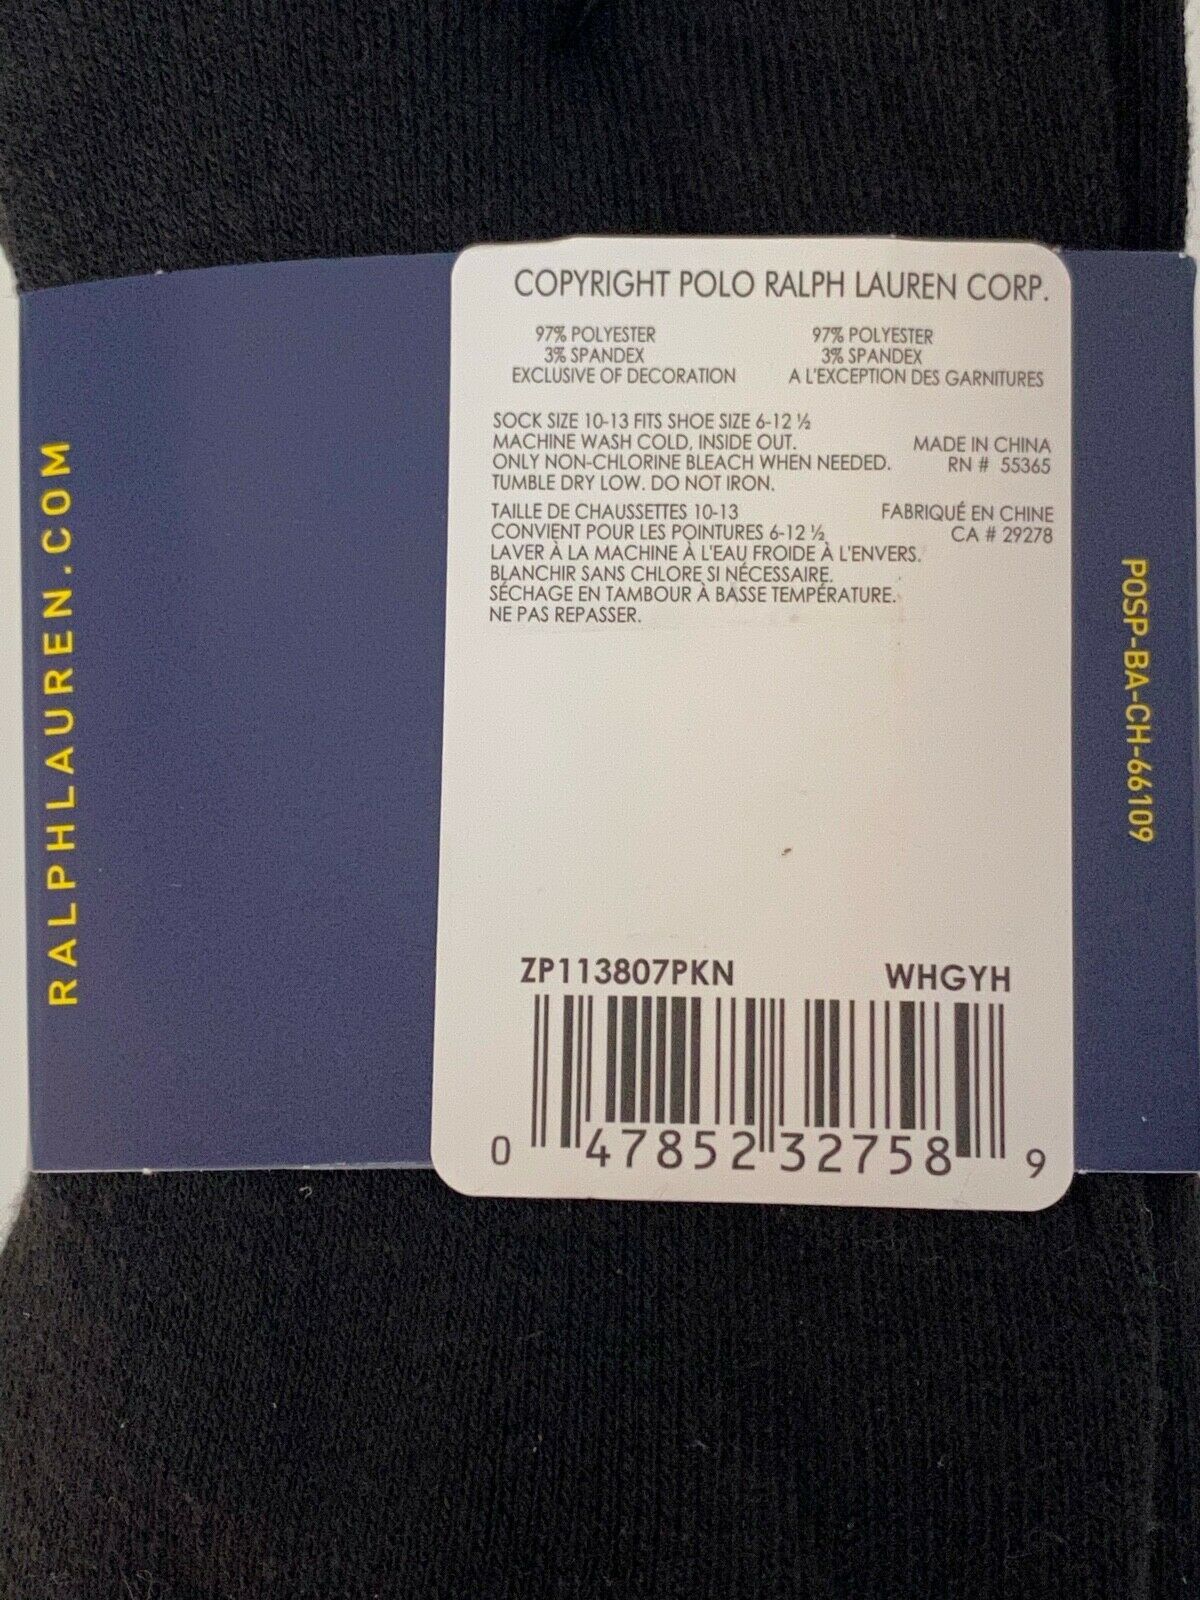 RALPHLAUREN.COM
COPYRIGHT POLO RALPH LAUREN CORP.
97% POLYESTER
3% SPANDEX
EXCLUSIVE OF DECORATION
97% POLYESTER
3% SPANDEX
A L'EXCEPTION DES GARNITURES
SOCK SIZE 10-13 FITS SHOE SIZE 6-12 ½
MACHINE WASH COLD, INSIDE OUT.
ONLY NON-CHLORINE BLEACH WHEN NEEDED.
TUMBLE DRY LOW. DO NOT IRON.
MADE IN CHINA
RN # 55365
TAILLE DE CHAUSSETTES 10-13
CONVIENT POUR LES POINTURES 6-12 ½
LAVER À LA MACHINE À L'EAU FROIDE À L'ENVERS.
BLANCHIR SANS CHLORE SI NÉCESSAIRE.
SÉCHAGE EN TAMBOUR À BASSE TEMPÉRATURE.
NE PAS REPASSER.
FABRIQUÉ EN CHINE
CA # 29278
ZP113807PKN WHGYH
0 47852 32758 9
POSP-BA-CH-66109